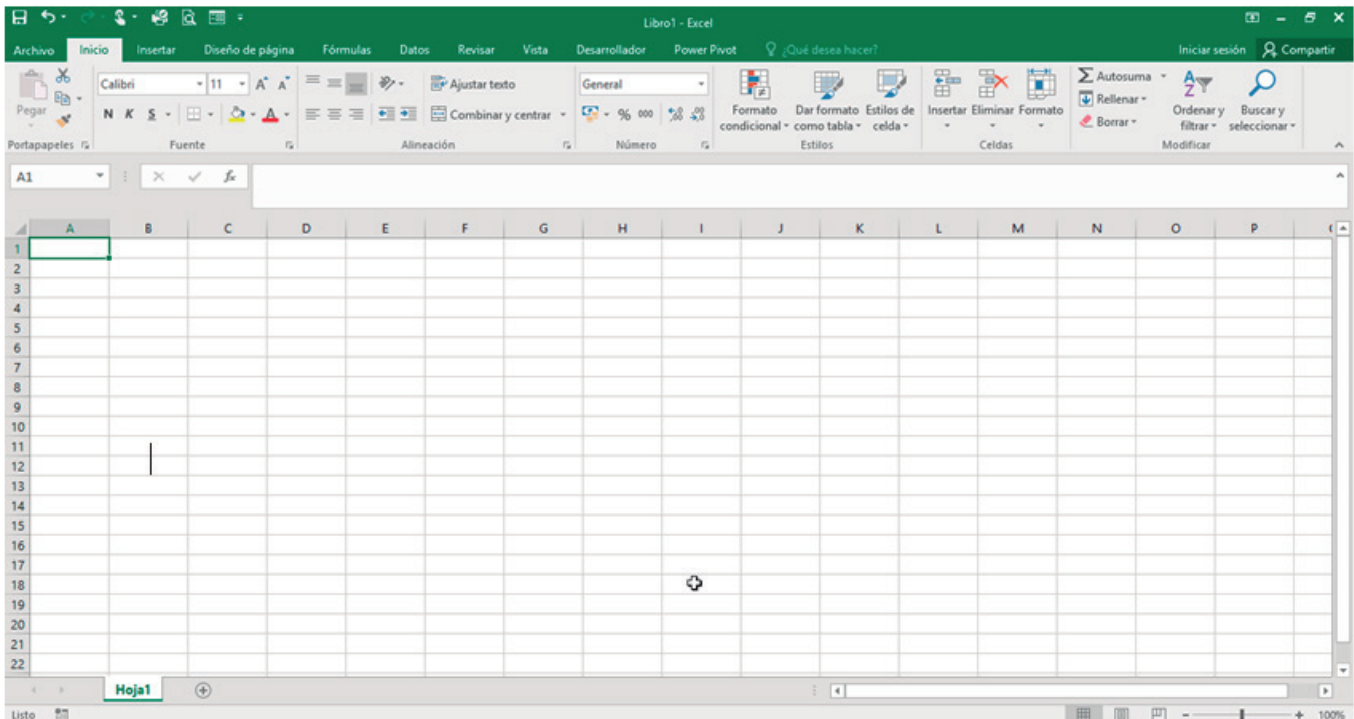 Libro1 - Excel
Archivo Inicio Insertar Diseño de página Fórmulas Datos Revisar Vista Desarrollador Power Pivot ¿Qué desea hacer? Iniciar sesión Compartir
Pegar
Calibri 11
N K S
Ajustar texto
Combinar y centrar
General
% 000
Formato condicional
Dar formato como tabla
Estilos de celda
Insertar Eliminar Formato
Autosuma
Rellenar
Borrar
Ordenar y filtrar
Buscar y seleccionar
Portapapeles Fuente Alineación Número Estilos Celdas Modificar
A1 fx
A B C D E F G H I J K L M N O P
1
2
3
4
5
6
7
8
9
10
11
12
13
14
15
16
17
18
19
20
21
22
Hoja1
Listo 100%